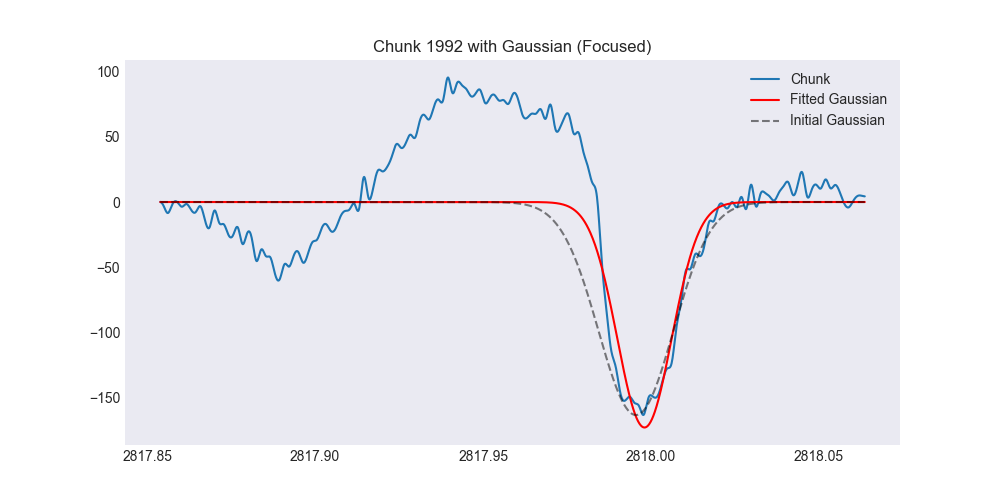 Chunk 1992 with Gaussian (Focused)
100
50
0
−50
−100
−150
Chunk
Fitted Gaussian
Initial Gaussian
2817.85 2817.90 2817.95 2818.00 2818.05